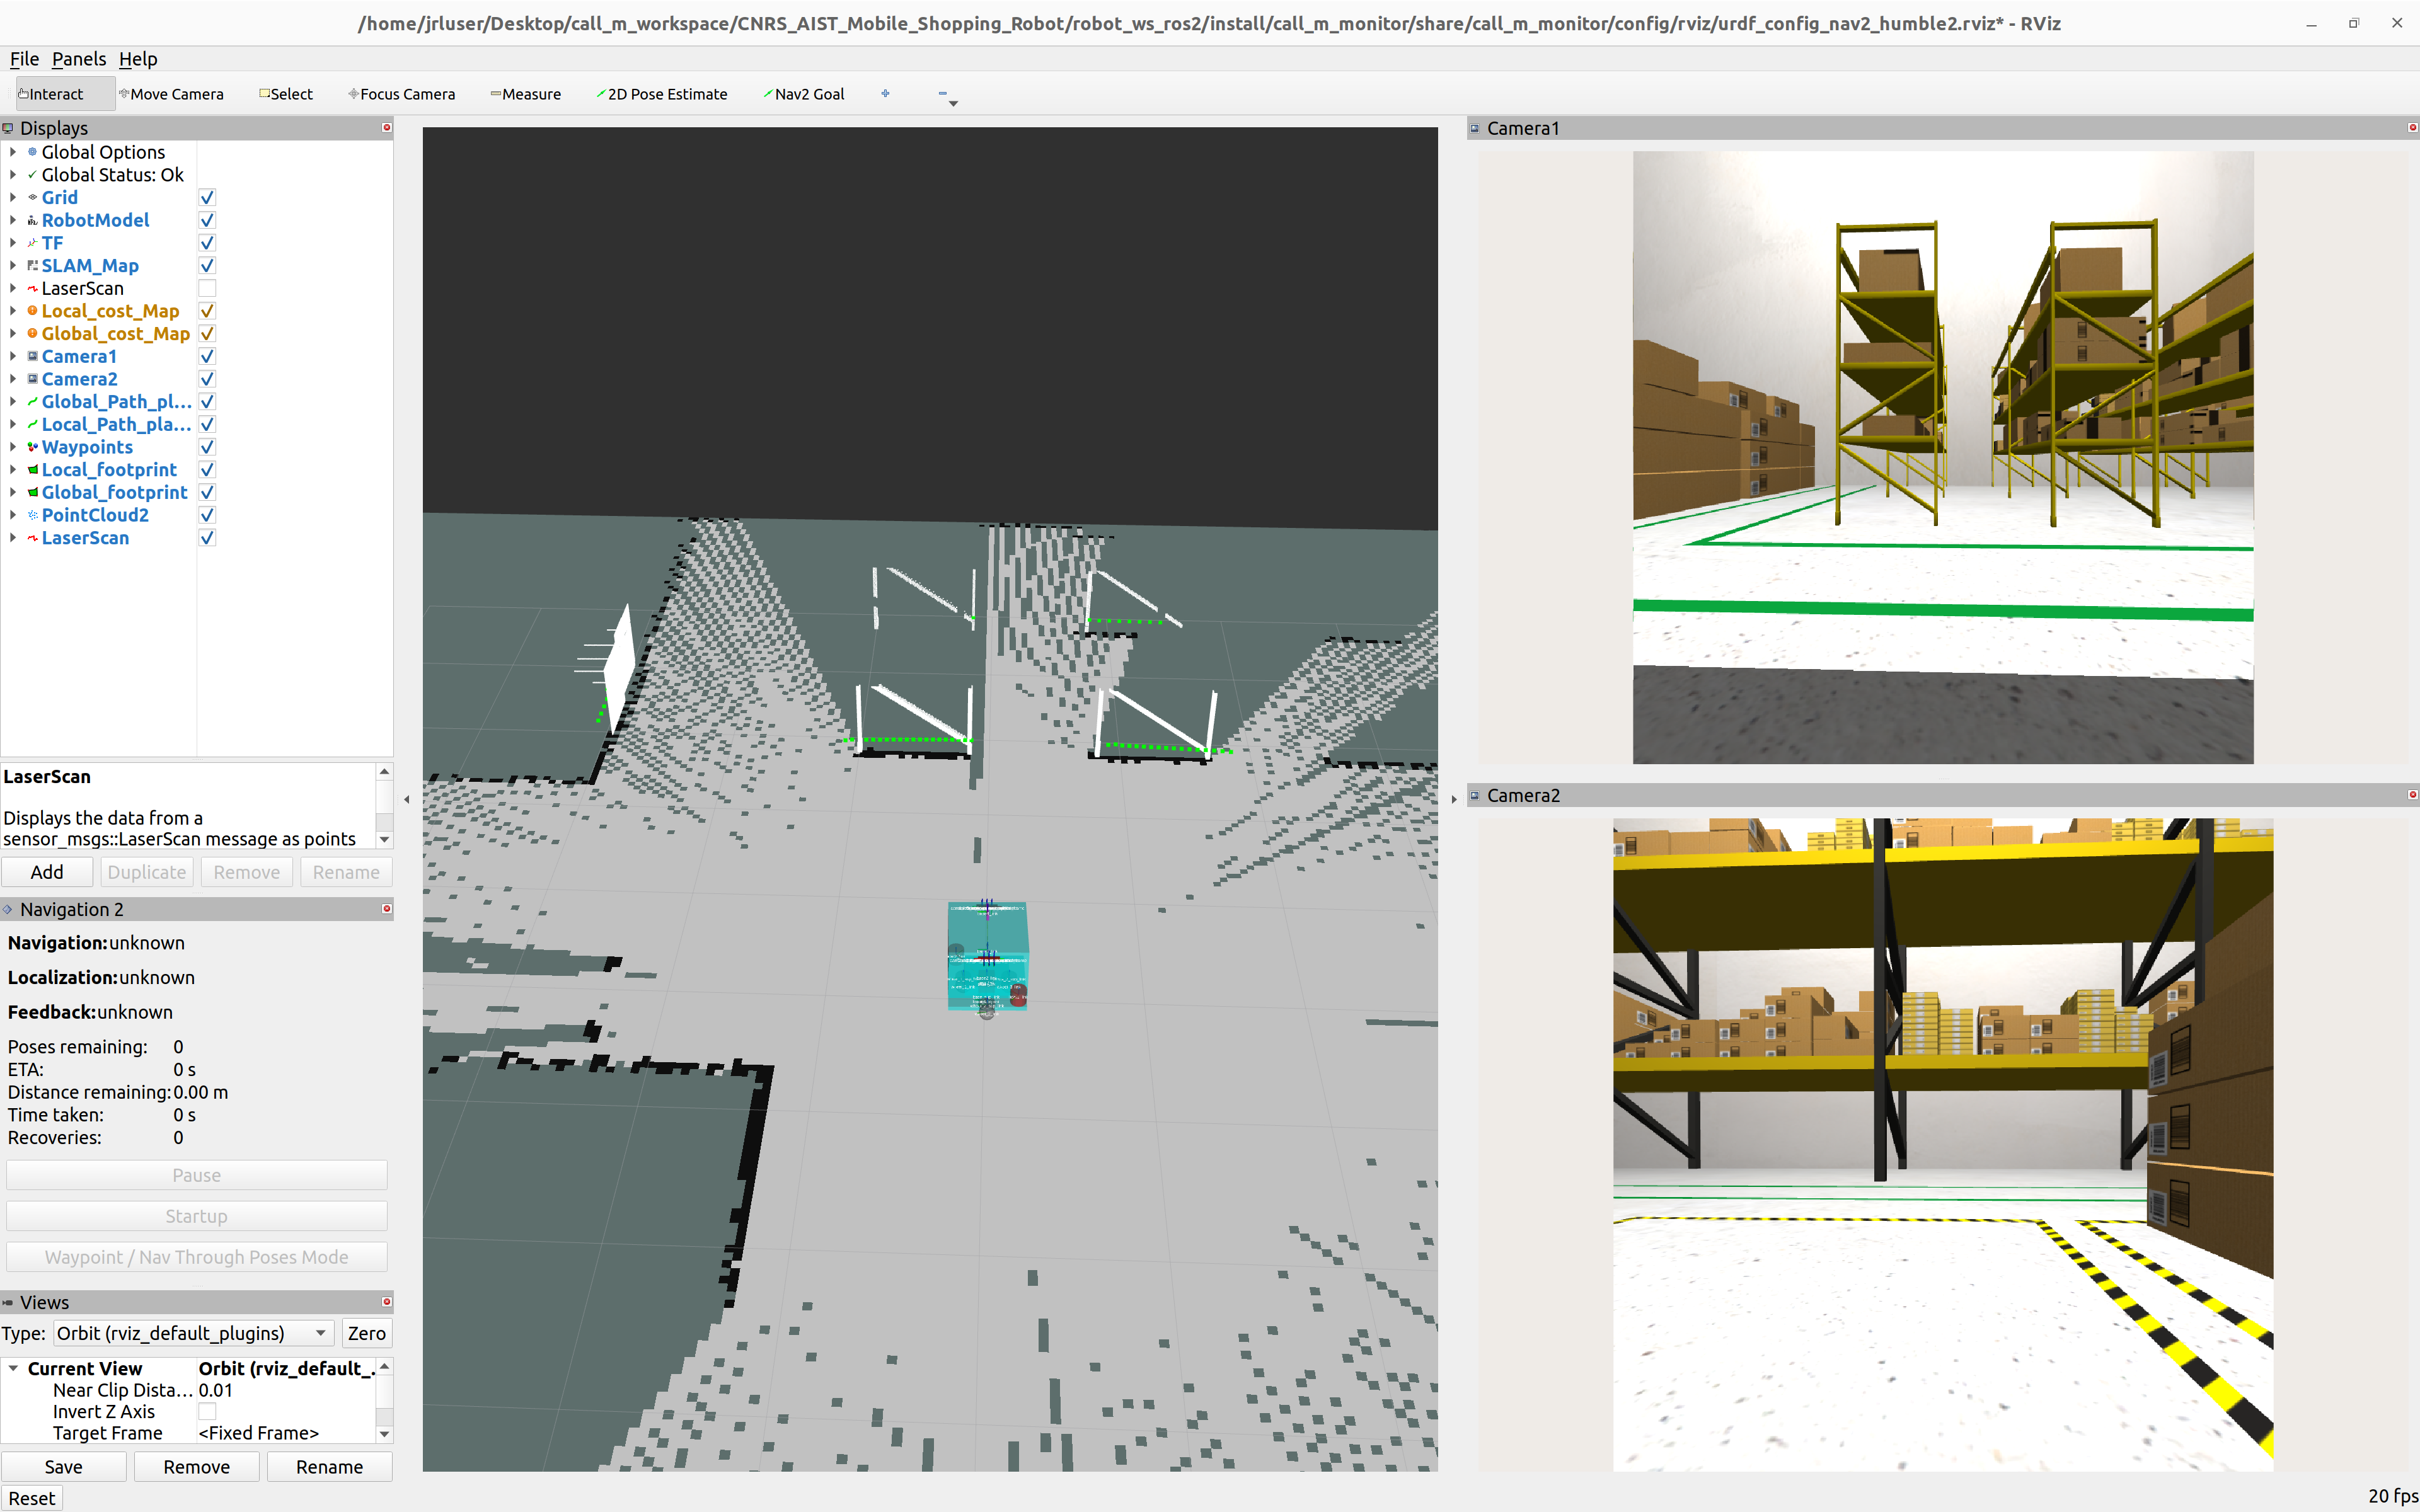 /home/jrluser/Desktop/call_m_workspace/CNRS_AIST_Mobile_Shopping_Robot/robot_ws_ros2/install/call_m_monitor/share/call_m_monitor/config/rviz/urdf_config_nav2_humble2.rviz* - RViz
File Panels Help
Interact Move Camera Select Focus Camera Measure 2D Pose Estimate Nav2 Goal
Displays
Global Options
Global Status: Ok
Grid
RobotModel
TF
SLAM_Map
LaserScan
Local_cost_Map
Global_cost_Map
Camera1
Camera2
Global_Path_pl...
Local_Path_pla...
Waypoints
Local_footprint
Global_footprint
PointCloud2
LaserScan
LaserScan
Displays the data from a
sensor_msgs::LaserScan message as points
Add Duplicate Remove Rename
Navigation 2
Navigation:unknown
Localization:unknown
Feedback:unknown
Poses remaining: 0
ETA: 0 s
Distance remaining:0.00 m
Time taken: 0 s
Recoveries: 0
Pause
Startup
Waypoint / Nav Through Poses Mode
Views
Type: Orbit (rviz_default_plugins) Zero
Current View Orbit (rviz_default_...
Near Clip Dista... 0.01
Invert Z Axis
Target Frame <Fixed Frame>
Save Remove Rename
Reset
Camera1
Camera2
20 fps